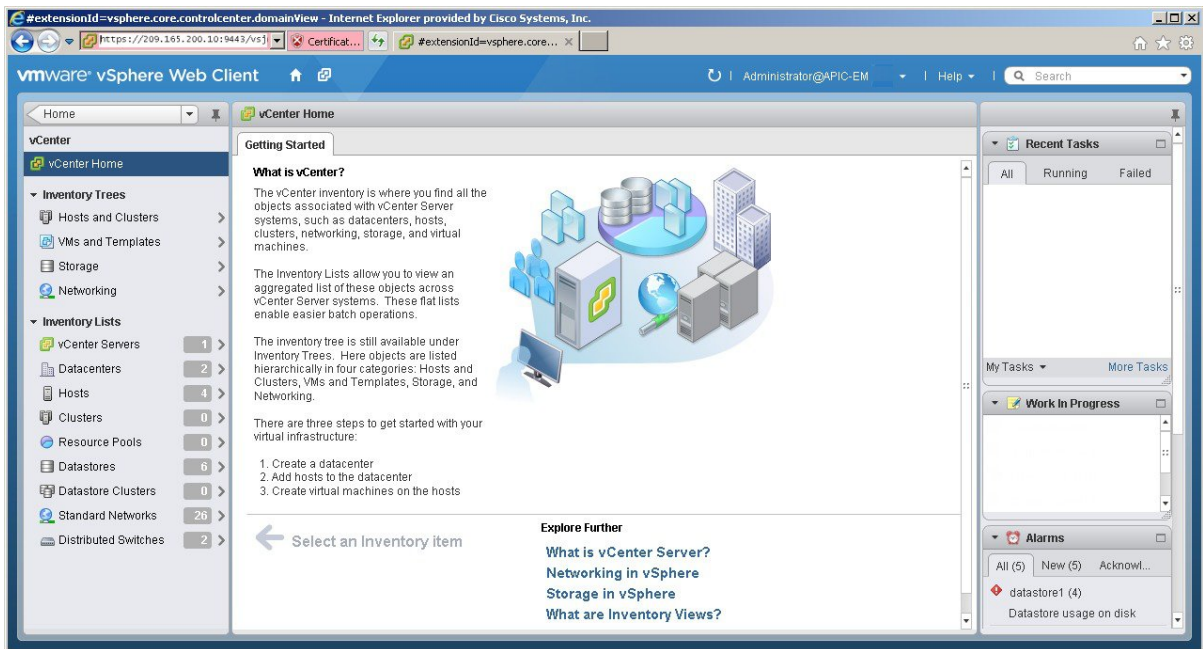 #extensionId=vsphere.core.controlcenter.domainView - Internet Explorer provided by Cisco Systems, Inc.
https://209.165.200.10:9443/vsj
Certificat...
#extensionId=vsphere.core...
vmware® vSphere Web Client
Administrator@APIC-EM
Help
Search
Home
vCenter
vCenter Home
Inventory Trees
Hosts and Clusters
VMs and Templates
Storage
Networking
Inventory Lists
vCenter Servers 1
Datacenters 2
Hosts 4
Clusters 0
Resource Pools 0
Datastores 6
Datastore Clusters 0
Standard Networks 26
Distributed Switches 2
vCenter Home
Getting Started
What is vCenter?
The vCenter inventory is where you find all the
objects associated with vCenter Server
systems, such as datacenters, hosts,
clusters, networking, storage, and virtual
machines.
The Inventory Lists allow you to view an
aggregated list of these objects across
vCenter Server systems. These flat lists
enable easier batch operations.
The inventory tree is still available under
Inventory Trees. Here objects are listed
hierarchically in four categories: Hosts and
Clusters, VMs and Templates, Storage, and
Networking.
There are three steps to get started with your
virtual infrastructure:
1. Create a datacenter
2. Add hosts to the datacenter
3. Create virtual machines on the hosts
Select an Inventory item
Explore Further
What is vCenter Server?
Networking in vSphere
Storage in vSphere
What are Inventory Views?
Recent Tasks
All Running Failed
My Tasks More Tasks
Work In Progress
Alarms
All (5) New (5) Acknowl...
datastore1 (4)
Datastore usage on disk